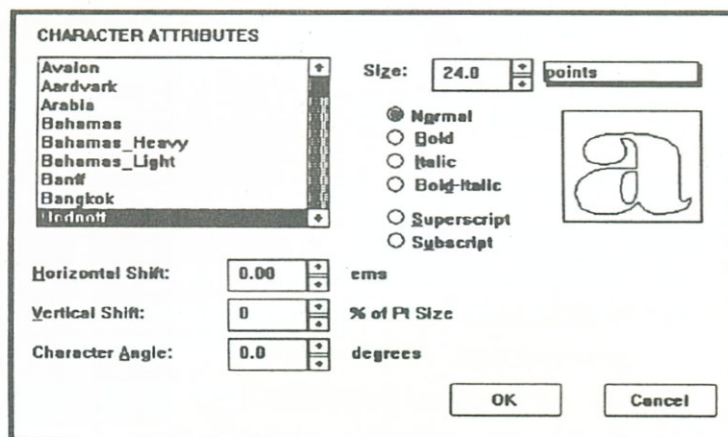 CHARACTER ATTRIBUTES
Avalon
Aardvark
Arabia
Bahamas
Bahamas_Heavy
Bahamas_Light
Banff
Bangkok
Size: 24.0 points
Normal
Bold
Italic
Bold-Italic
Superscript
Subscript
a
Horizontal Shift: 0.00 ems
Vertical Shift: 0 % of Pt Size
Character Angle: 0.0 degrees
OK Cancel